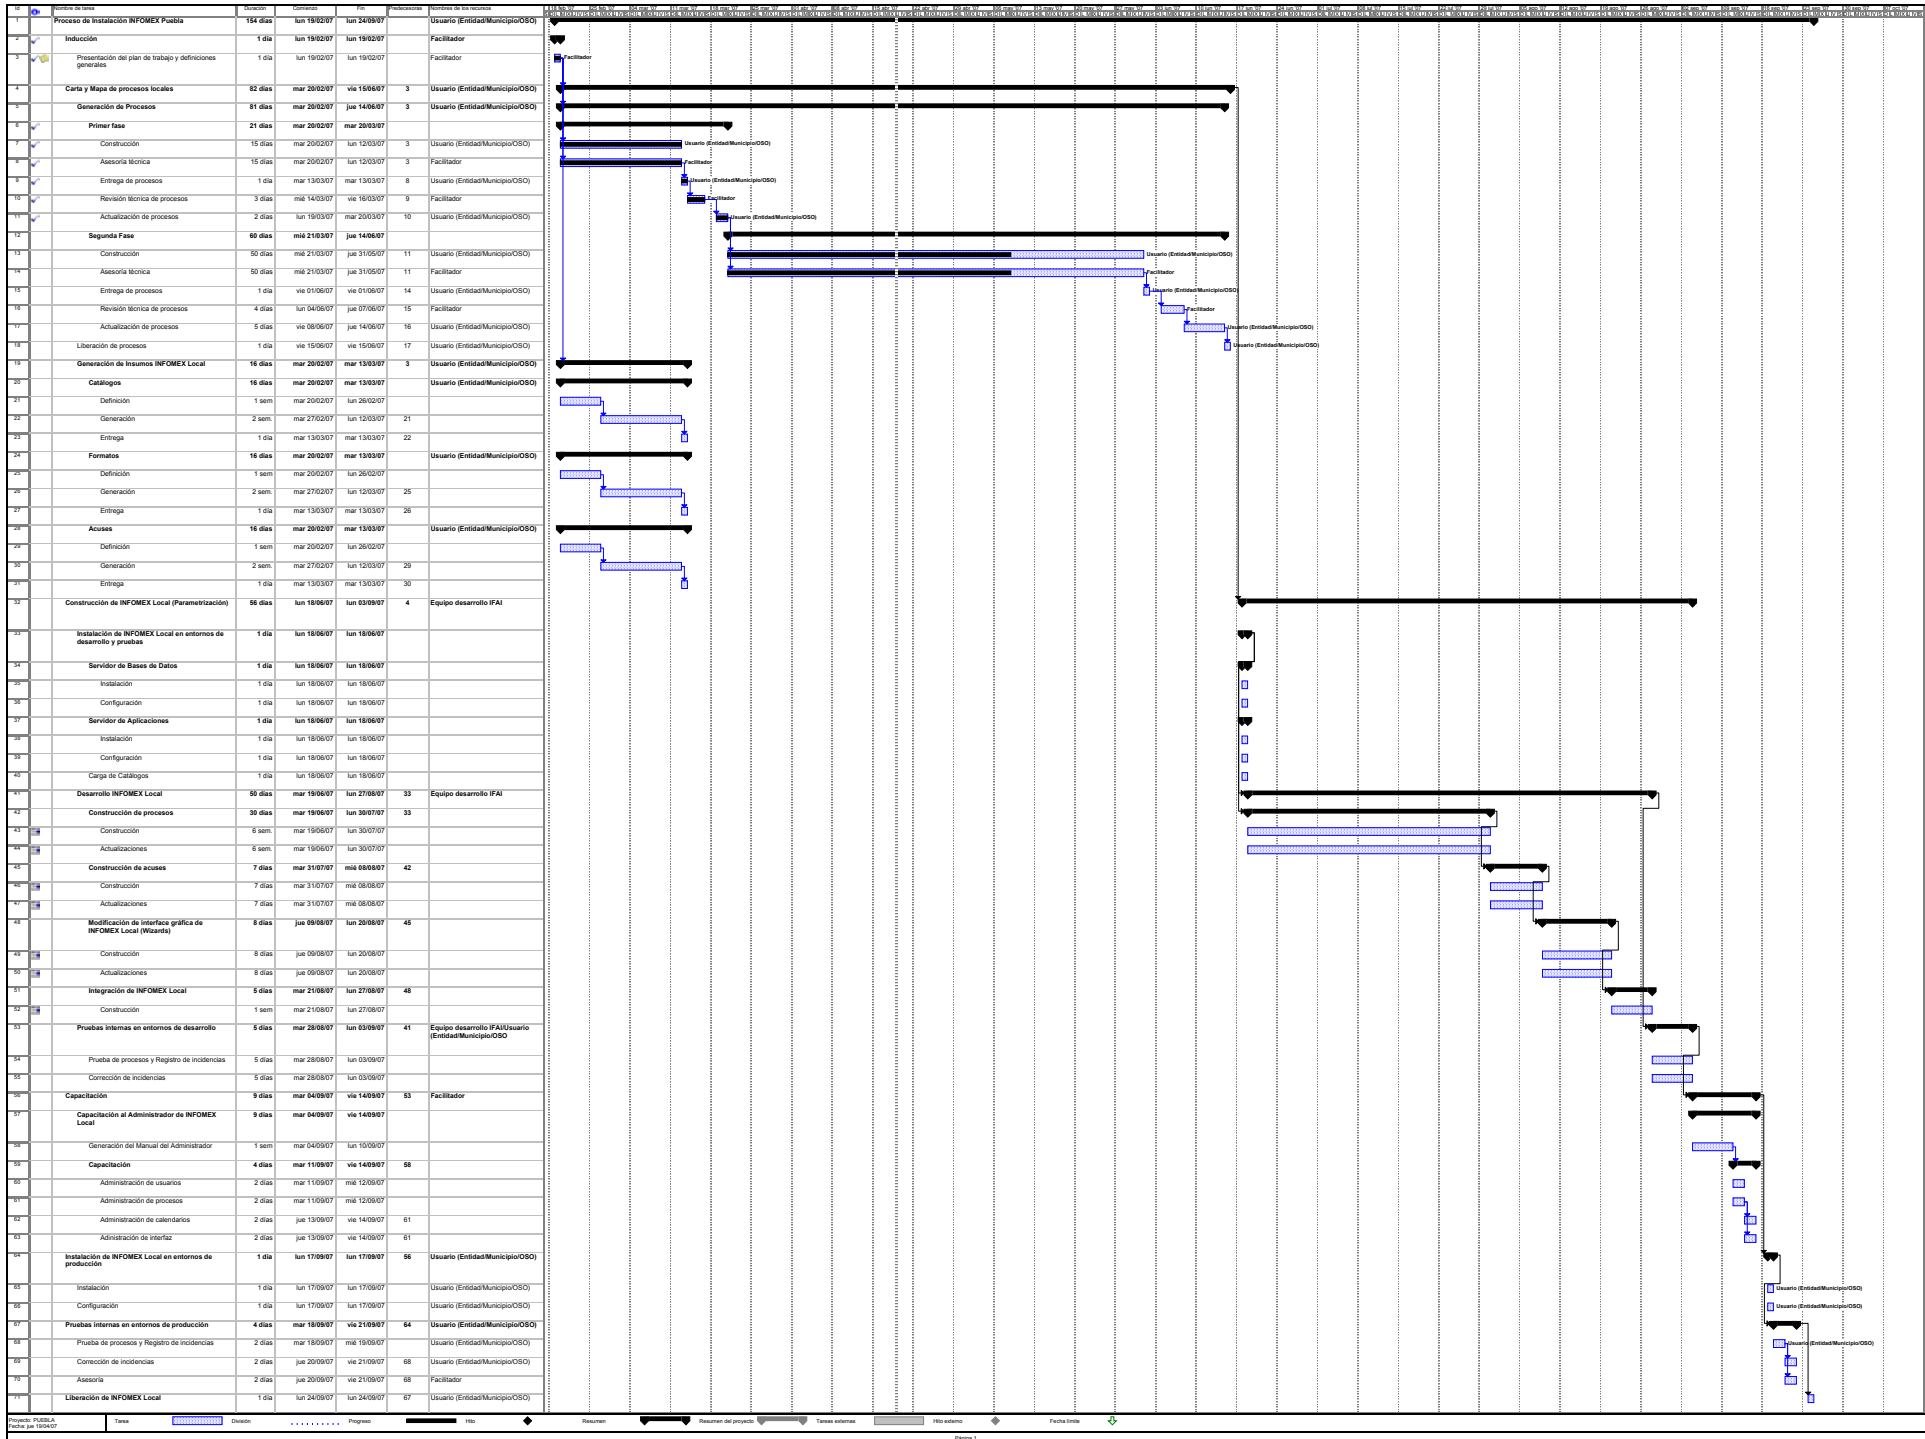 Id Nombre de tarea Duración Comienzo Fin Predecesoras Nombres de los recursos
1 Proceso de Instalación INFOMEX Puebla 154 días lun 19/02/07 lun 24/09/07 Usuario (Entidad/Municipio/OSO)
2 Inducción 1 día lun 19/02/07 lun 19/02/07 Facilitador
3 Presentación del plan de trabajo y definiciones generales 1 día lun 19/02/07 lun 19/02/07 Facilitador
4 Carta y Mapa de procesos locales 82 días mar 20/02/07 vie 15/06/07 3 Usuario (Entidad/Municipio/OSO)
5 Generación de Procesos 81 días mar 20/02/07 jue 14/06/07 3 Usuario (Entidad/Municipio/OSO)
6 Primer fase 21 días mar 20/02/07 mar 20/03/07
7 Construcción 15 días mar 20/02/07 lun 12/03/07 3 Usuario (Entidad/Municipio/OSO)
8 Asesoría técnica 15 días mar 20/02/07 lun 12/03/07 3 Facilitador
9 Entrega de procesos 1 día mar 13/03/07 mar 13/03/07 8 Usuario (Entidad/Municipio/OSO)
10 Revisión técnica de procesos 3 días mié 14/03/07 vie 16/03/07 9 Facilitador
11 Actualización de procesos 2 días lun 19/03/07 mar 20/03/07 10 Usuario (Entidad/Municipio/OSO)
12 Segunda Fase 60 días mié 21/03/07 jue 14/06/07
13 Construcción 50 días mié 21/03/07 jue 31/05/07 11 Usuario (Entidad/Municipio/OSO)
14 Asesoría técnica 50 días mié 21/03/07 jue 31/05/07 11 Facilitador
15 Entrega de procesos 1 día vie 01/06/07 vie 01/06/07 14 Usuario (Entidad/Municipio/OSO)
16 Revisión técnica de procesos 4 días lun 04/06/07 jue 07/06/07 15 Facilitador
17 Actualización de procesos 5 días vie 08/06/07 jue 14/06/07 16 Usuario (Entidad/Municipio/OSO)
18 Liberación de procesos 1 día vie 15/06/07 vie 15/06/07 17 Usuario (Entidad/Municipio/OSO)
19 Generación de Insumos INFOMEX Local 16 días mar 20/02/07 mar 13/03/07 3 Usuario (Entidad/Municipio/OSO)
20 Catálogos 16 días mar 20/02/07 mar 13/03/07 Usuario (Entidad/Municipio/OSO)
21 Definición 1 sem mar 20/02/07 lun 26/02/07
22 Generación 2 sem. mar 27/02/07 lun 12/03/07 21
23 Entrega 1 día mar 13/03/07 mar 13/03/07 22
24 Formatos 16 días mar 20/02/07 mar 13/03/07 Usuario (Entidad/Municipio/OSO)
25 Definición 1 sem mar 20/02/07 lun 26/02/07
26 Generación 2 sem. mar 27/02/07 lun 12/03/07 25
27 Entrega 1 día mar 13/03/07 mar 13/03/07 26
28 Acuses 16 días mar 20/02/07 mar 13/03/07 Usuario (Entidad/Municipio/OSO)
29 Definición 1 sem mar 20/02/07 lun 26/02/07
30 Generación 2 sem. mar 27/02/07 lun 12/03/07 29
31 Entrega 1 día mar 13/03/07 mar 13/03/07 30
32 Construcción de INFOMEX Local (Parametrización) 56 días lun 18/06/07 lun 03/09/07 4 Equipo desarrollo IFAI
33 Instalación de INFOMEX Local en entornos de desarrollo y pruebas 1 día lun 18/06/07 lun 18/06/07
34 Servidor de Bases de Datos 1 día lun 18/06/07 lun 18/06/07
35 Instalación 1 día lun 18/06/07 lun 18/06/07
36 Configuración 1 día lun 18/06/07 lun 18/06/07
37 Servidor de Aplicaciones 1 día lun 18/06/07 lun 18/06/07
38 Instalación 1 día lun 18/06/07 lun 18/06/07
39 Configuración 1 día lun 18/06/07 lun 18/06/07
40 Carga de Catálogos 1 día lun 18/06/07 lun 18/06/07
41 Desarrollo INFOMEX Local 50 días mar 19/06/07 lun 27/08/07 33 Equipo desarrollo IFAI
42 Construcción de procesos 30 días mar 19/06/07 lun 30/07/07 33
43 Construcción 6 sem. mar 19/06/07 lun 30/07/07
44 Actualizaciones 6 sem. mar 19/06/07 lun 30/07/07
45 Construcción de acuses 7 días mar 31/07/07 mié 08/08/07 42
46 Construcción 7 días mar 31/07/07 mié 08/08/07
47 Actualizaciones 7 días mar 31/07/07 mié 08/08/07
48 Modificación de interface gráfica de INFOMEX Local (Wizards) 8 días jue 09/08/07 lun 20/08/07 45
49 Construcción 8 días jue 09/08/07 lun 20/08/07
50 Actualizaciones 8 días jue 09/08/07 lun 20/08/07
51 Integración de INFOMEX Local 5 días mar 21/08/07 lun 27/08/07 48
52 Construcción 1 sem mar 21/08/07 lun 27/08/07
53 Pruebas internas en entornos de desarrollo 5 días mar 28/08/07 lun 03/09/07 41 Equipo desarrollo IFAI/Usuario (Entidad/Municipio/OSO
54 Prueba de procesos y Registro de incidencias 5 días mar 28/08/07 lun 03/09/07
55 Corrección de incidencias 5 días mar 28/08/07 lun 03/09/07
56 Capacitación 9 días mar 04/09/07 vie 14/09/07 53 Facilitador
57 Capacitación al Administrador de INFOMEX Local 9 días mar 04/09/07 vie 14/09/07
58 Generación del Manual del Administrador 1 sem mar 04/09/07 lun 10/09/07
59 Capacitación 4 días mar 11/09/07 vie 14/09/07 58
60 Administración de usuarios 2 días mar 11/09/07 mié 12/09/07
61 Administración de procesos 2 días mar 11/09/07 mié 12/09/07
62 Administración de calendarios 2 días jue 13/09/07 vie 14/09/07 61
63 Adinistración de interfaz 2 días jue 13/09/07 vie 14/09/07 61
64 Instalación de INFOMEX Local en entornos de producción 1 día lun 17/09/07 lun 17/09/07 56 Usuario (Entidad/Municipio/OSO)
65 Instalación 1 día lun 17/09/07 lun 17/09/07 Usuario (Entidad/Municipio/OSO)
66 Configuración 1 día lun 17/09/07 lun 17/09/07 Usuario (Entidad/Municipio/OSO)
67 Pruebas internas en entornos de producción 4 días mar 18/09/07 vie 21/09/07 64 Usuario (Entidad/Municipio/OSO)
68 Prueba de procesos y Registro de incidencias 2 días mar 18/09/07 mié 19/09/07 Usuario (Entidad/Municipio/OSO)
69 Corrección de incidencias 2 días jue 20/09/07 vie 21/09/07 68 Usuario (Entidad/Municipio/OSO)
70 Asesoría 2 días jue 20/09/07 vie 21/09/07 68 Facilitador
71 Liberación de INFOMEX Local 1 día lun 24/09/07 lun 24/09/07 67 Usuario (Entidad/Municipio/OSO)
Facilitador
Usuario (Entidad/Municipio/OSO)
Facilitador
Usuario (Entidad/Municipio/OSO)
Facilitador
Usuario (Entidad/Municipio/OSO)
Usuario (Entidad/Municipio/OSO)
Facilitador
Usuario (Entidad/Municipio/OSO)
Facilitador
Usuario (Entidad/Municipio/OSO)
Usuario (Entidad/Municipio/OSO)
Usuario (Entidad/Municipio/OSO)
Usuario (Entidad/Municipio/OSO)
Usuario (Entidad/Municipio/OSO)
Proyecto: PUEBLA
Fecha: jue 19/04/07
Tarea División Progreso Hito Resumen Resumen del proyecto Tareas externas Hito externo Fecha límite
Página 1